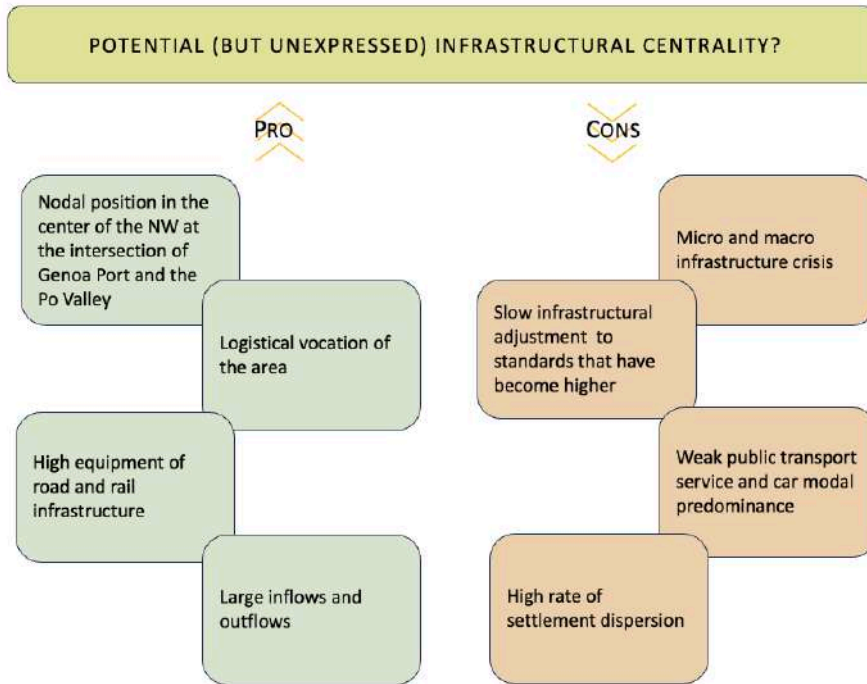 POTENTIAL (BUT UNEXPRESSED) INFRASTRUCTURAL CENTRALITY?
PRO
Nodal position in the
center of the NW at
the intersection of
Genoa Port and the
Po Valley
Logistical vocation of
the area
High equipment of
road and rail
infrastructure
Large inflows and
outflows
CONS
Micro and macro
infrastructure crisis
Slow infrastructural
adjustment to
standards that have
become higher
Weak public transport
service and car modal
predominance
High rate of
settlement dispersion